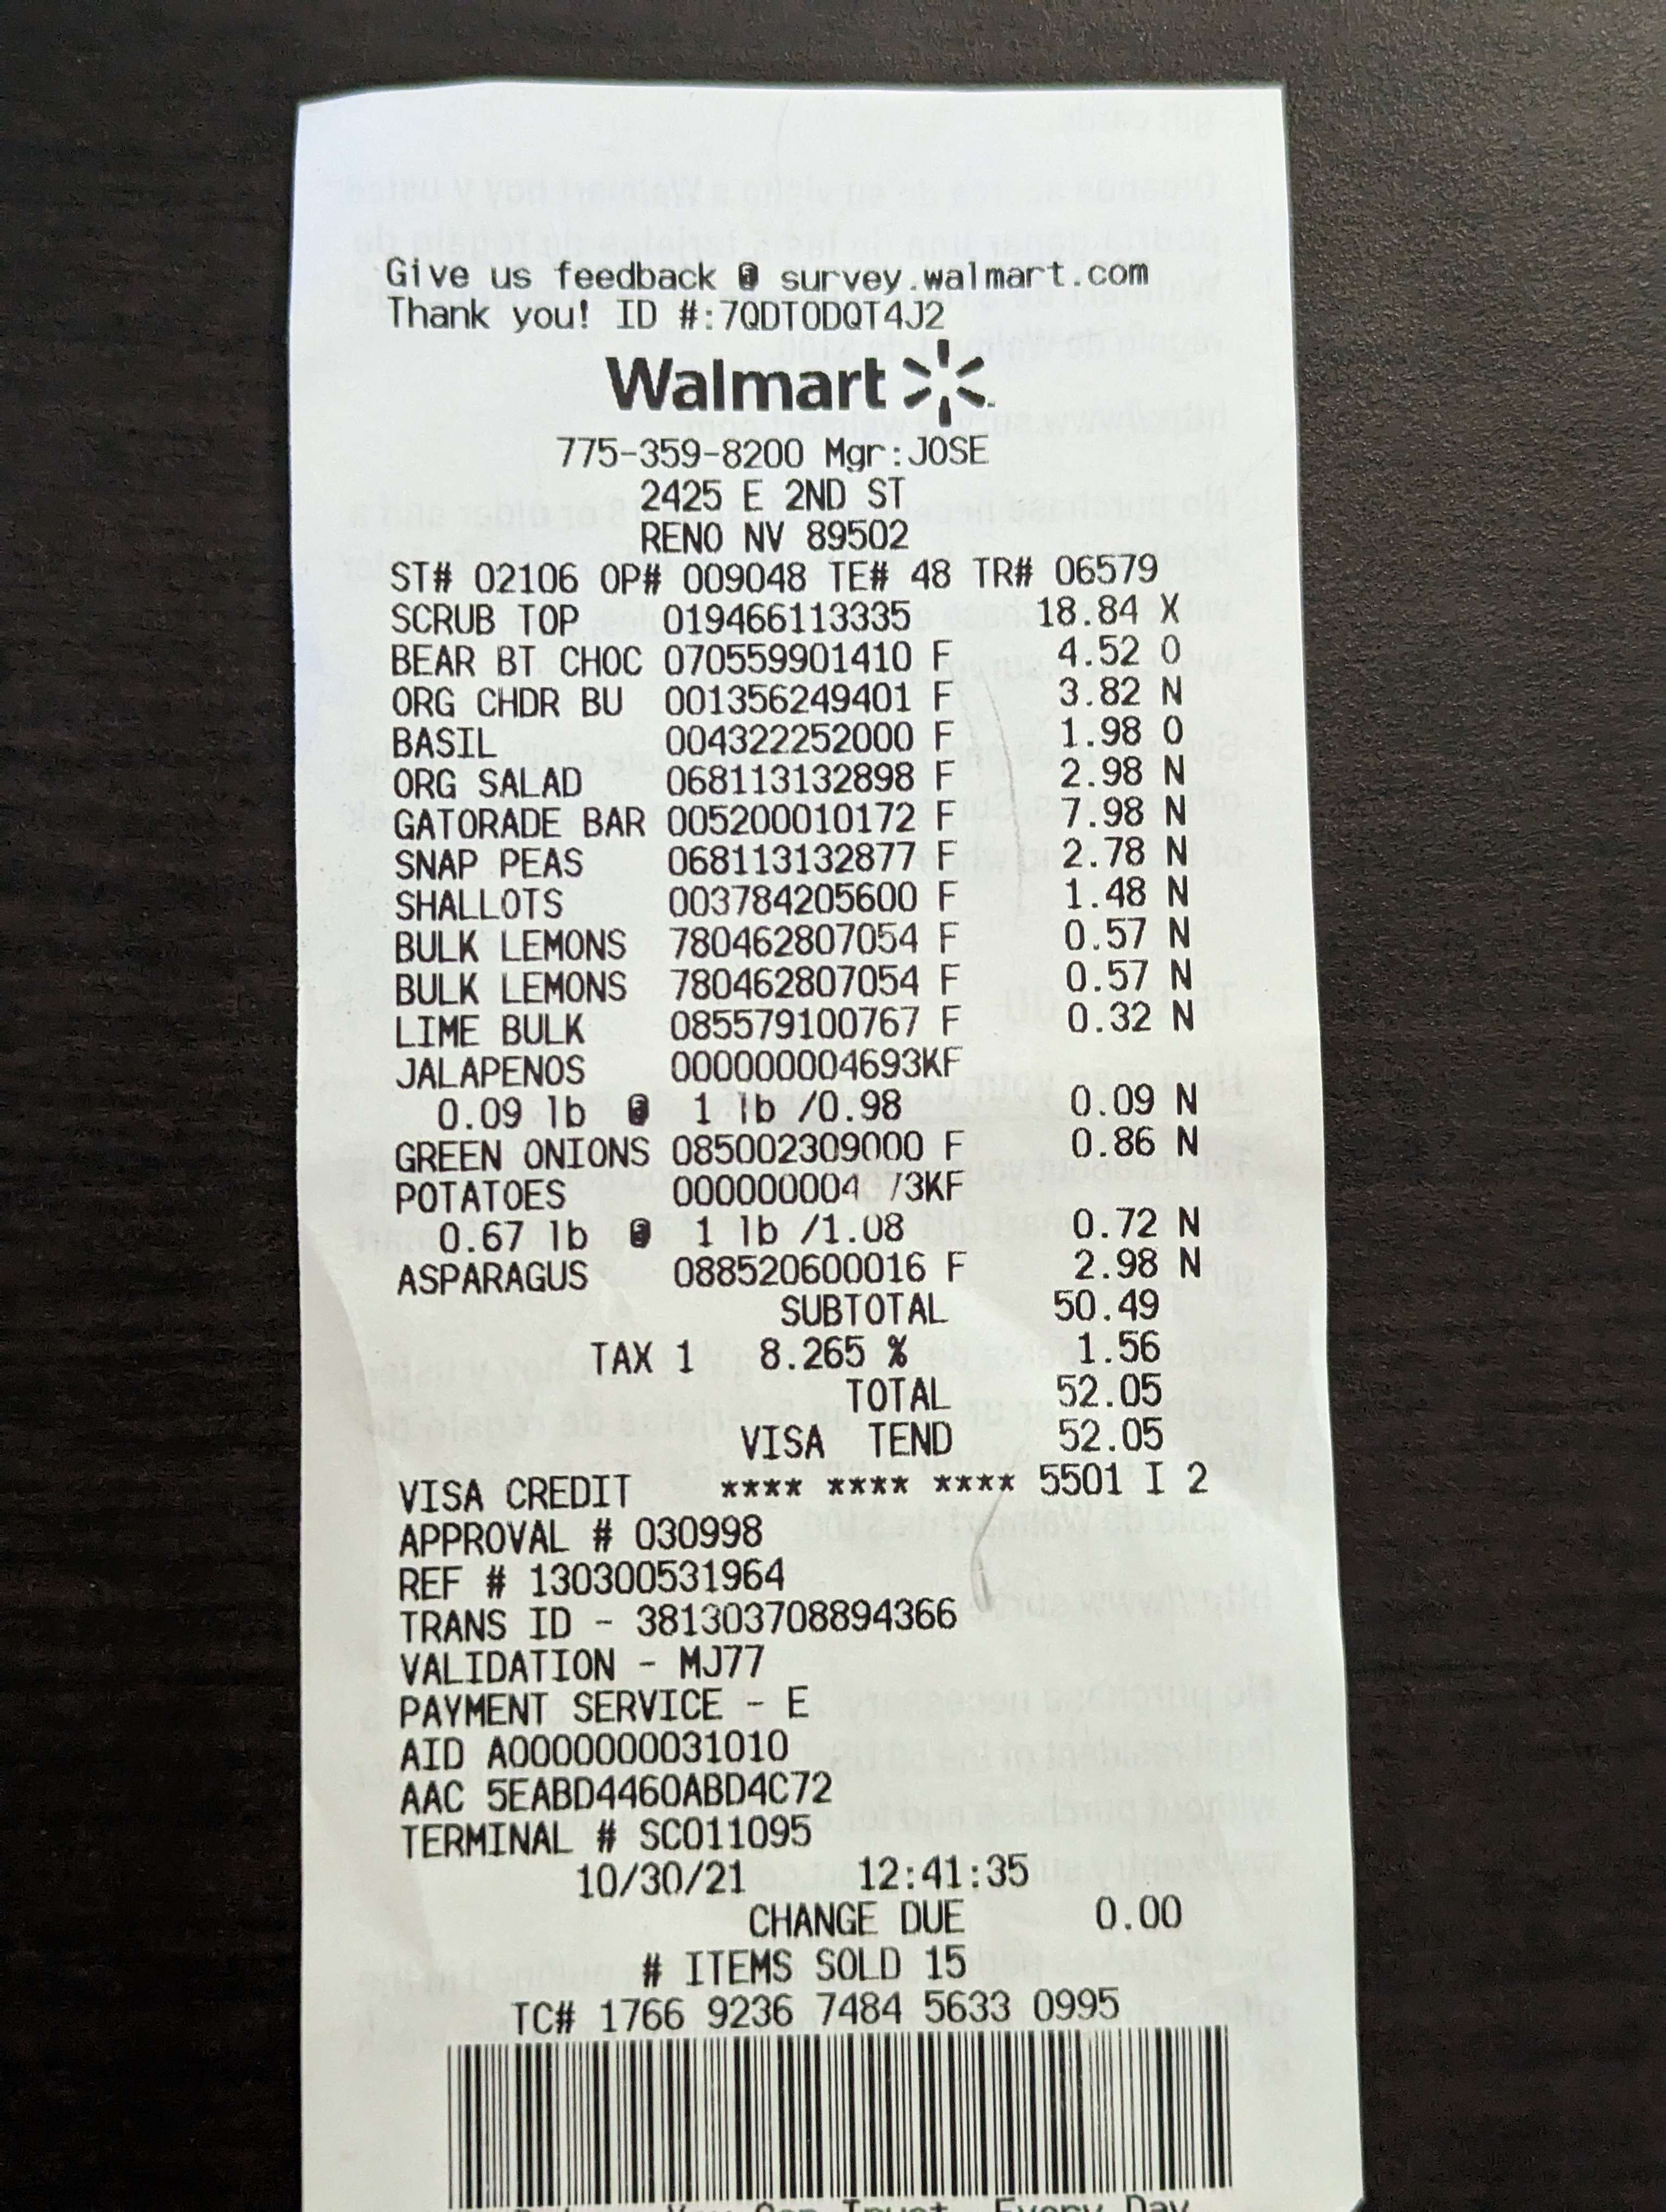 Give us feedback @ survey.walmart.com
Thank you! ID #:7QDT0DQT4J2
Walmart
775-359-8200 Mgr:JOSE
2425 E 2ND ST
RENO NV 89502
ST# 02106 OP# 009048 TE# 48 TR# 06579
SCRUB TOP 019466113335 18.84 X
BEAR BT CHOC 070559901410 F 4.52 O
ORG CHDR BU 001356249401 F 3.82 N
BASIL 004322252000 F 1.98 O
ORG SALAD 068113132898 F 2.98 N
GATORADE BAR 005200010172 F 7.98 N
SNAP PEAS 068113132877 F 2.78 N
SHALLOTS 003784205600 F 1.48 N
BULK LEMONS 780462807054 F 0.57 N
BULK LEMONS 780462807054 F 0.57 N
LIME BULK 085579100767 F 0.32 N
JALAPENOS 000000004693KF
0.09 lb @ 1 lb /0.98 0.09 N
GREEN ONIONS 085002309000 F 0.86 N
POTATOES 000000004 73KF
0.67 lb @ 1 lb /1.08 0.72 N
ASPARAGUS 088520600016 F 2.98 N
SUBTOTAL 50.49
TAX 1 8.265 % 1.56
TOTAL 52.05
VISA TEND 52.05
VISA CREDIT **** **** **** 5501 I 2
APPROVAL # 030998
REF # 130300531964
TRANS ID - 381303708894366
VALIDATION - MJ77
PAYMENT SERVICE - E
AID A0000000031010
AAC 5EABD4460ABD4C72
TERMINAL # SC011095
10/30/21 12:41:35
CHANGE DUE 0.00
# ITEMS SOLD 15
TC# 1766 9236 7484 5633 0995
You Can Trust. Every Day